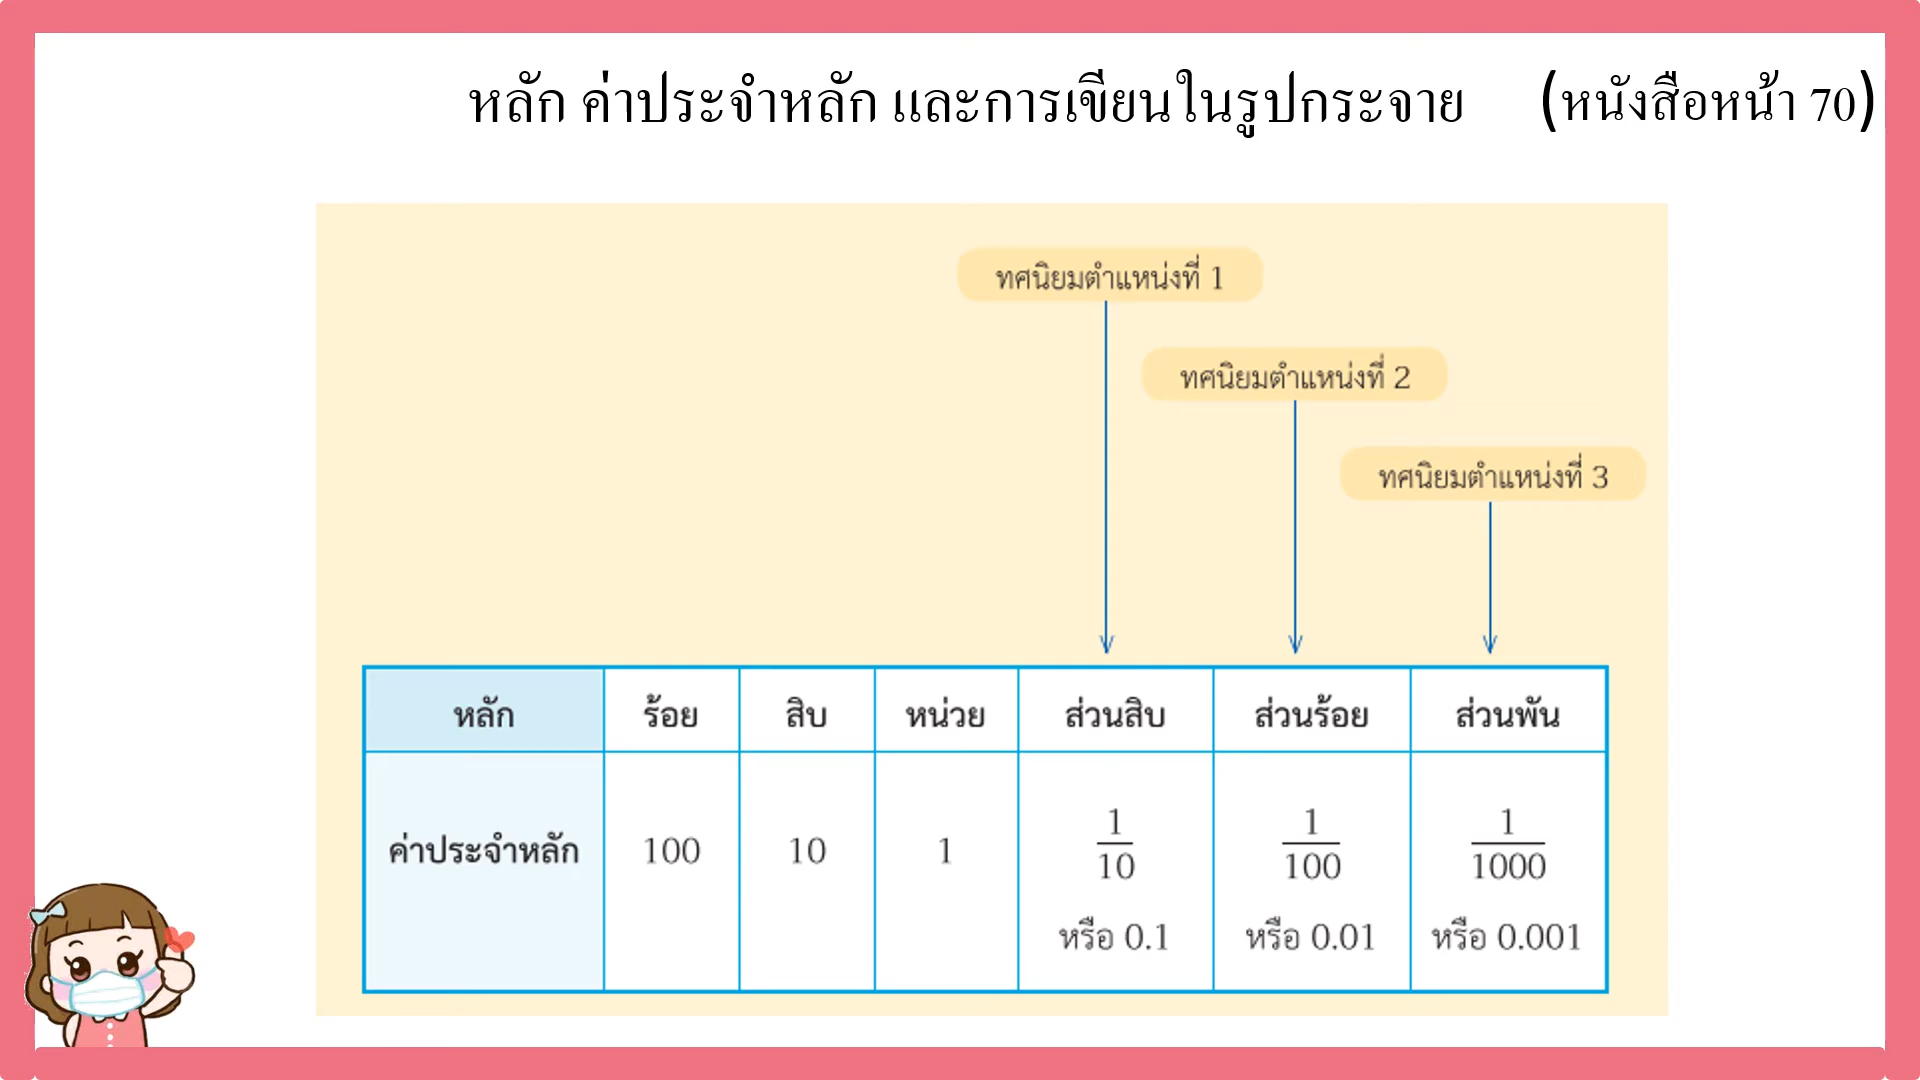 หลัก ค่าประจำหลัก และการเขียนในรูปกระจาย (หนังสือหน้า 70)
ทศนิยมตำแหน่งที่ 1
ทศนิยมตำแหน่งที่ 2
ทศนิยมตำแหน่งที่ 3
หลัก ร้อย สิบ หน่วย ส่วนสิบ ส่วนร้อย ส่วนพัน
ค่าประจำหลัก 100 10 1 1/10 1/100 1/1000
หรือ 0.1 หรือ 0.01 หรือ 0.001